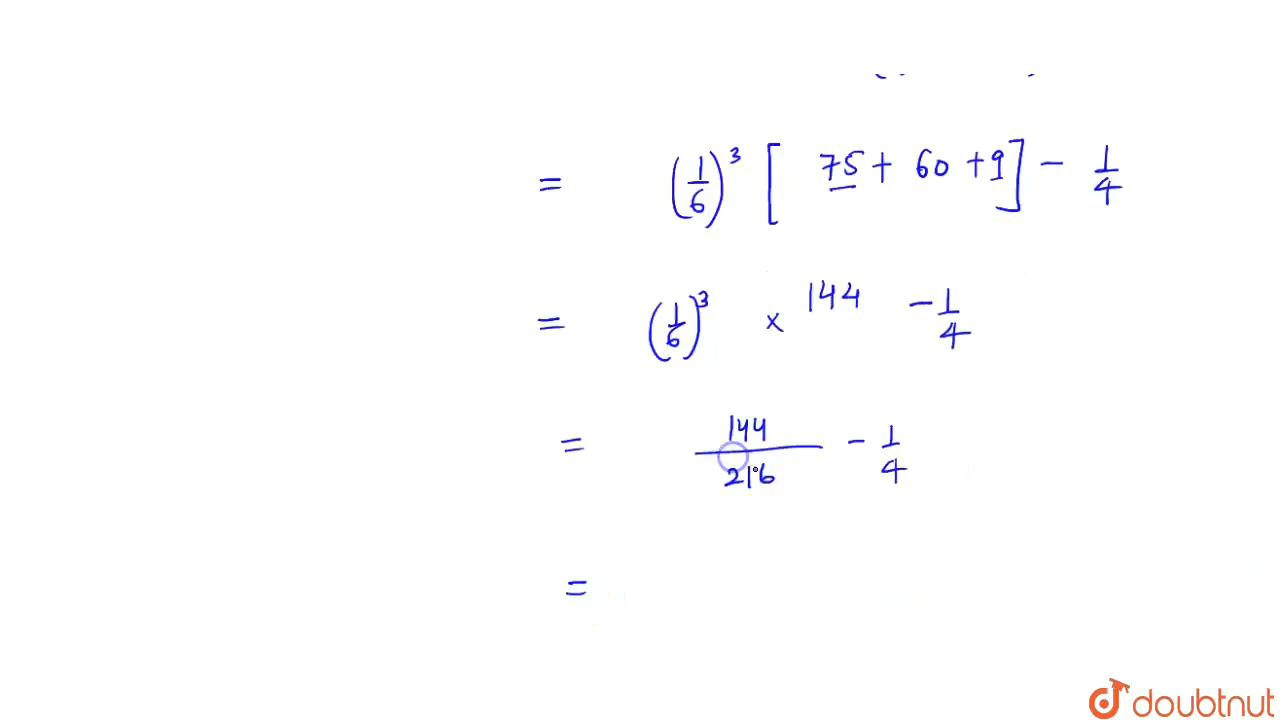 = (1/6)³ [ 75 + 60 + 9 ] - 1/4
= (1/6)³ × 144 - 1/4
= 144/216 - 1/4
=
doubtnut